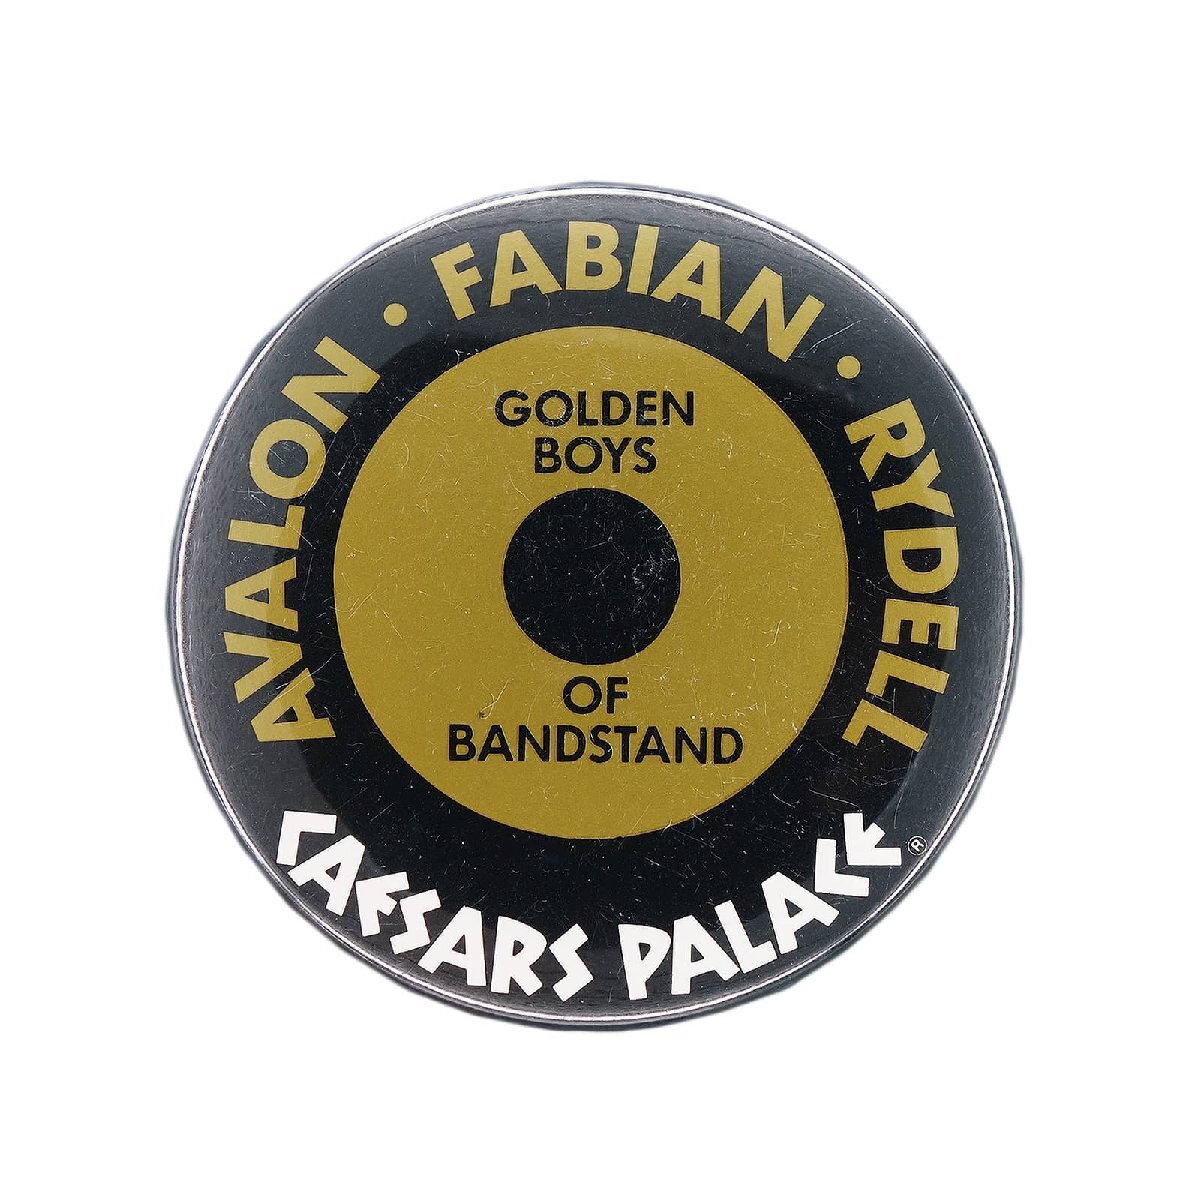 AVALON • FABIAN • RYDELL
GOLDEN
BOYS
OF
BANDSTAND
CAESARS PALACE®